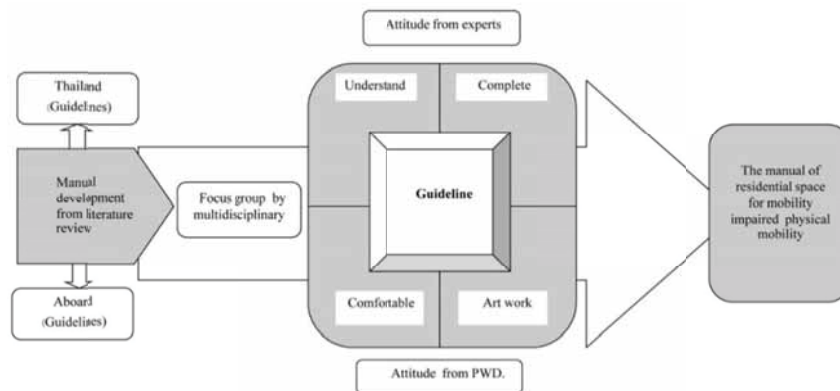 Attitude from experts
Thailand
(Guidelines)
Understand
Complete
Manual
development
from literature
review
Focus group by
multidisciplinary
Guideline
The manual of
residential space
for mobility
impaired physical
mobility
Aboard
(Guidelines)
Comfortable
Art work
Attitude from PWD.